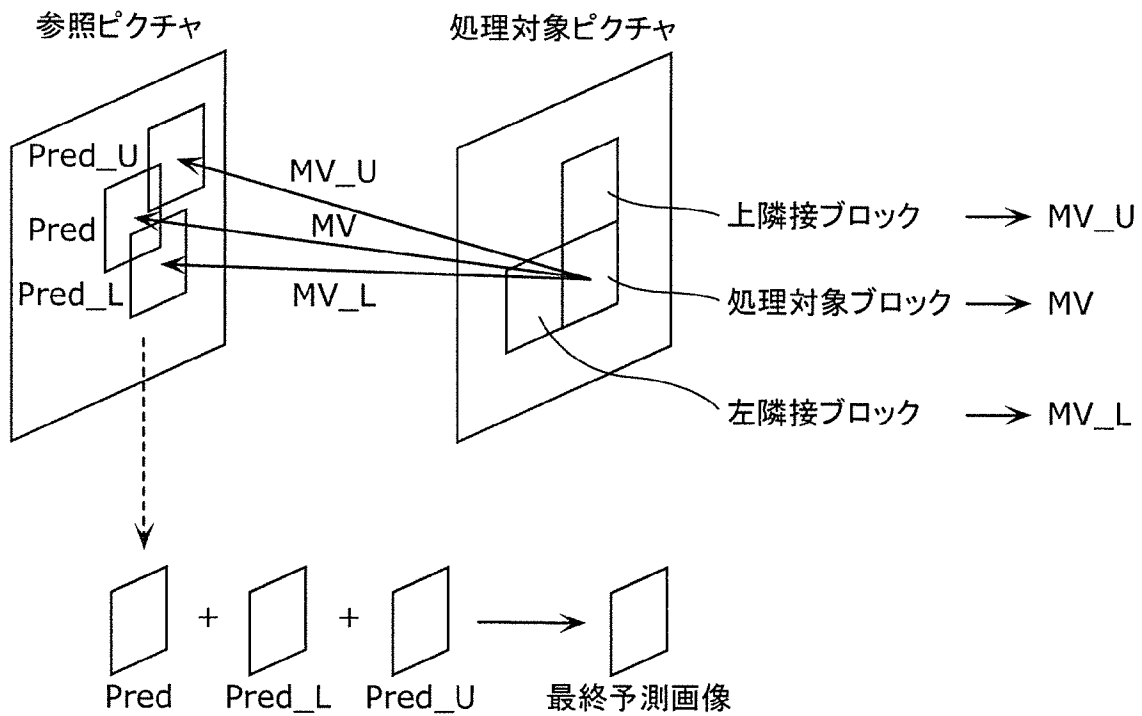 参照ピクチャ
処理対象ピクチャ
Pred_U
MV_U
Pred
MV
Pred_L
MV_L
上隣接ブロック
MV_U
処理対象ブロック
MV
左隣接ブロック
MV_L
+
+
Pred
Pred_L
Pred_U
最終予測画像